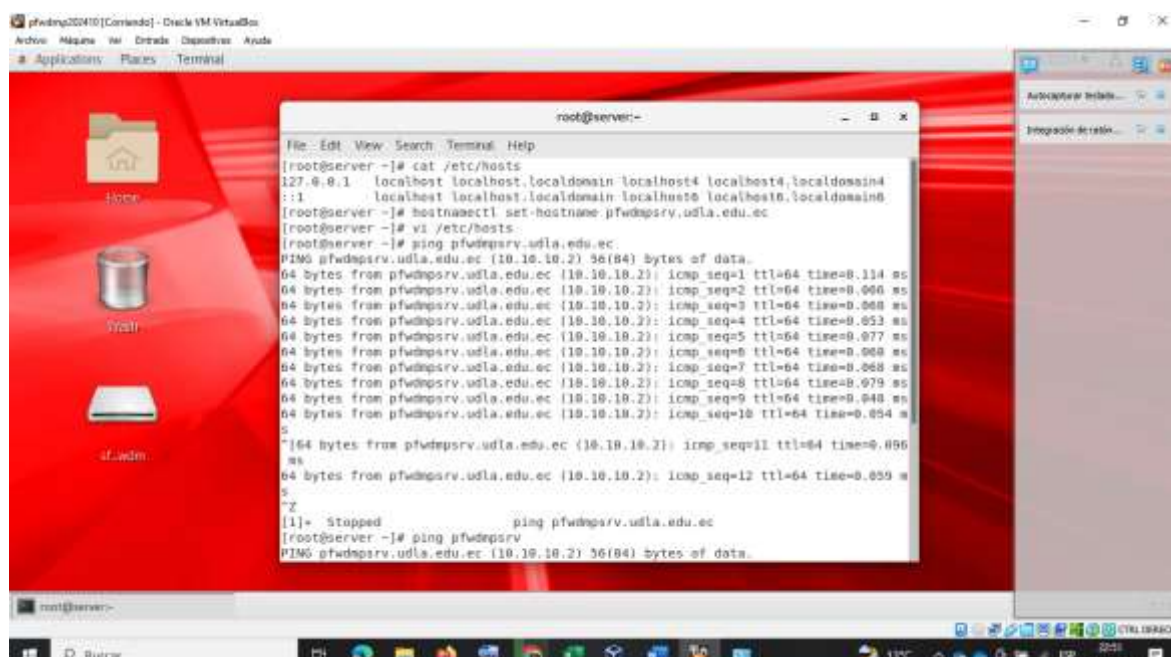 pfwdmp202410 [Corriendo] - Oracle VM VirtualBox
Archivo Máquina Ver Entrada Dispositivos Ayuda
Applications Places Terminal
Autocapturar teclado...
Integración de ratón...
Home
Trash
sf_wdm
root@server:~
File Edit View Search Terminal Help
[root@server ~]# cat /etc/hosts
127.0.0.1 localhost localhost.localdomain localhost4 localhost4.localdomain4
::1 localhost localhost.localdomain localhost6 localhost6.localdomain6
[root@server ~]# hostnamectl set-hostname pfwdmpsrv.udla.edu.ec
[root@server ~]# vi /etc/hosts
[root@server ~]# ping pfwdmpsrv.udla.edu.ec
PING pfwdmpsrv.udla.edu.ec (10.10.10.2) 56(84) bytes of data.
64 bytes from pfwdmpsrv.udla.edu.ec (10.10.10.2): icmp_seq=1 ttl=64 time=0.114 ms
64 bytes from pfwdmpsrv.udla.edu.ec (10.10.10.2): icmp_seq=2 ttl=64 time=0.066 ms
64 bytes from pfwdmpsrv.udla.edu.ec (10.10.10.2): icmp_seq=3 ttl=64 time=0.068 ms
64 bytes from pfwdmpsrv.udla.edu.ec (10.10.10.2): icmp_seq=4 ttl=64 time=0.053 ms
64 bytes from pfwdmpsrv.udla.edu.ec (10.10.10.2): icmp_seq=5 ttl=64 time=0.077 ms
64 bytes from pfwdmpsrv.udla.edu.ec (10.10.10.2): icmp_seq=6 ttl=64 time=0.060 ms
64 bytes from pfwdmpsrv.udla.edu.ec (10.10.10.2): icmp_seq=7 ttl=64 time=0.068 ms
64 bytes from pfwdmpsrv.udla.edu.ec (10.10.10.2): icmp_seq=8 ttl=64 time=0.079 ms
64 bytes from pfwdmpsrv.udla.edu.ec (10.10.10.2): icmp_seq=9 ttl=64 time=0.048 ms
64 bytes from pfwdmpsrv.udla.edu.ec (10.10.10.2): icmp_seq=10 ttl=64 time=0.054 m
s
^[64 bytes from pfwdmpsrv.udla.edu.ec (10.10.10.2): icmp_seq=11 ttl=64 time=0.096
ms
64 bytes from pfwdmpsrv.udla.edu.ec (10.10.10.2): icmp_seq=12 ttl=64 time=0.059 m
s
^Z
[1]+ Stopped ping pfwdmpsrv.udla.edu.ec
[root@server ~]# ping pfwdmpsrv
PING pfwdmpsrv.udla.edu.ec (10.10.10.2) 56(84) bytes of data.
root@server:~
CTRL DERECHO
Buscar
ESP
22:51